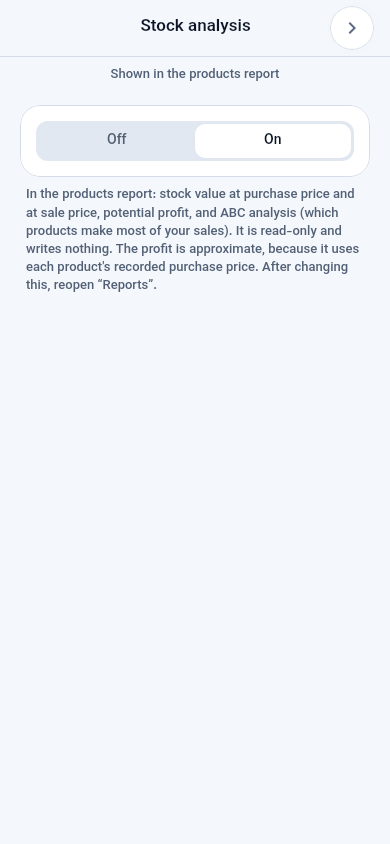 Stock analysis
Shown in the products report
Off
On
In the products report: stock value at purchase price and
at sale price, potential profit, and ABC analysis (which
products make most of your sales). It is read-only and
writes nothing. The profit is approximate, because it uses
each product's recorded purchase price. After changing
this, reopen “Reports”.